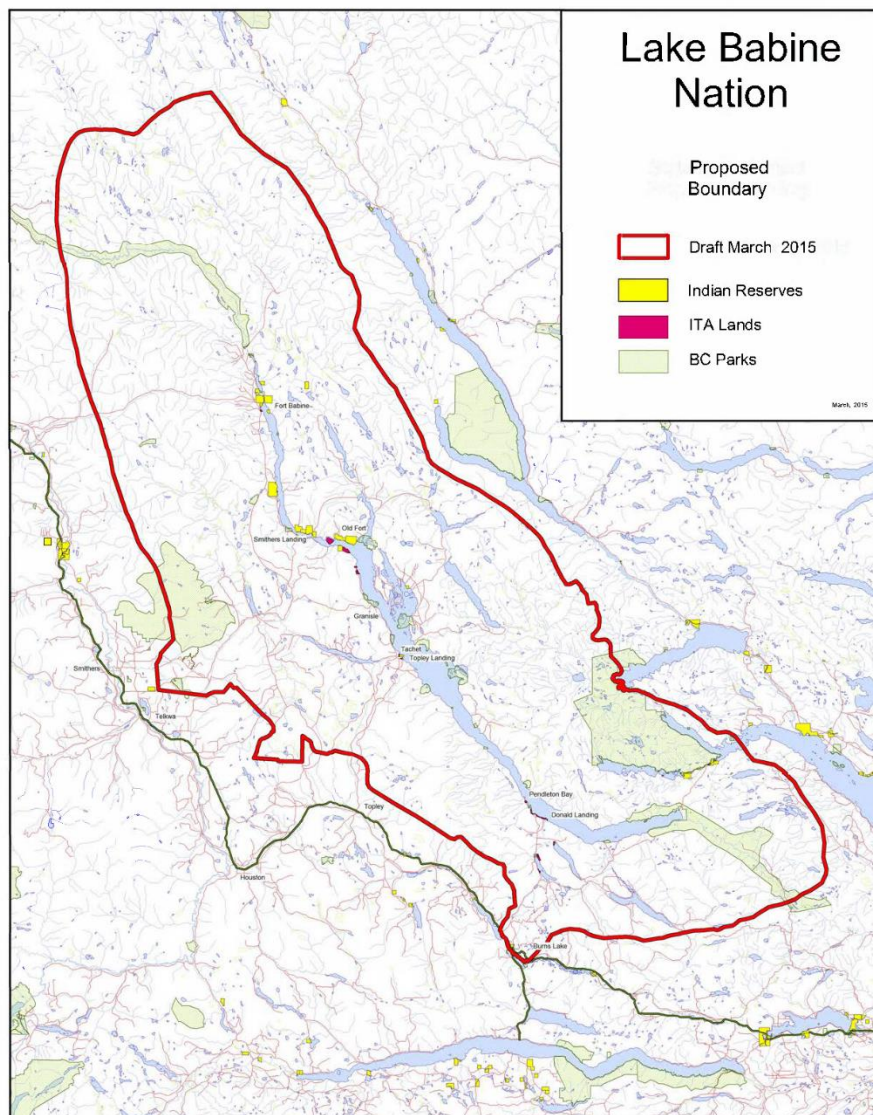 Lake Babine
Nation
Proposed
Boundary
Draft March 2015
Indian Reserves
ITA Lands
BC Parks
March, 2015
Fort Babine
Old Fort
Smithers Landing
Granisle
Tachet
Topley Landing
Smithers
Telkwa
Pendleton Bay
Topley
Donald Landing
Houston
Burns Lake